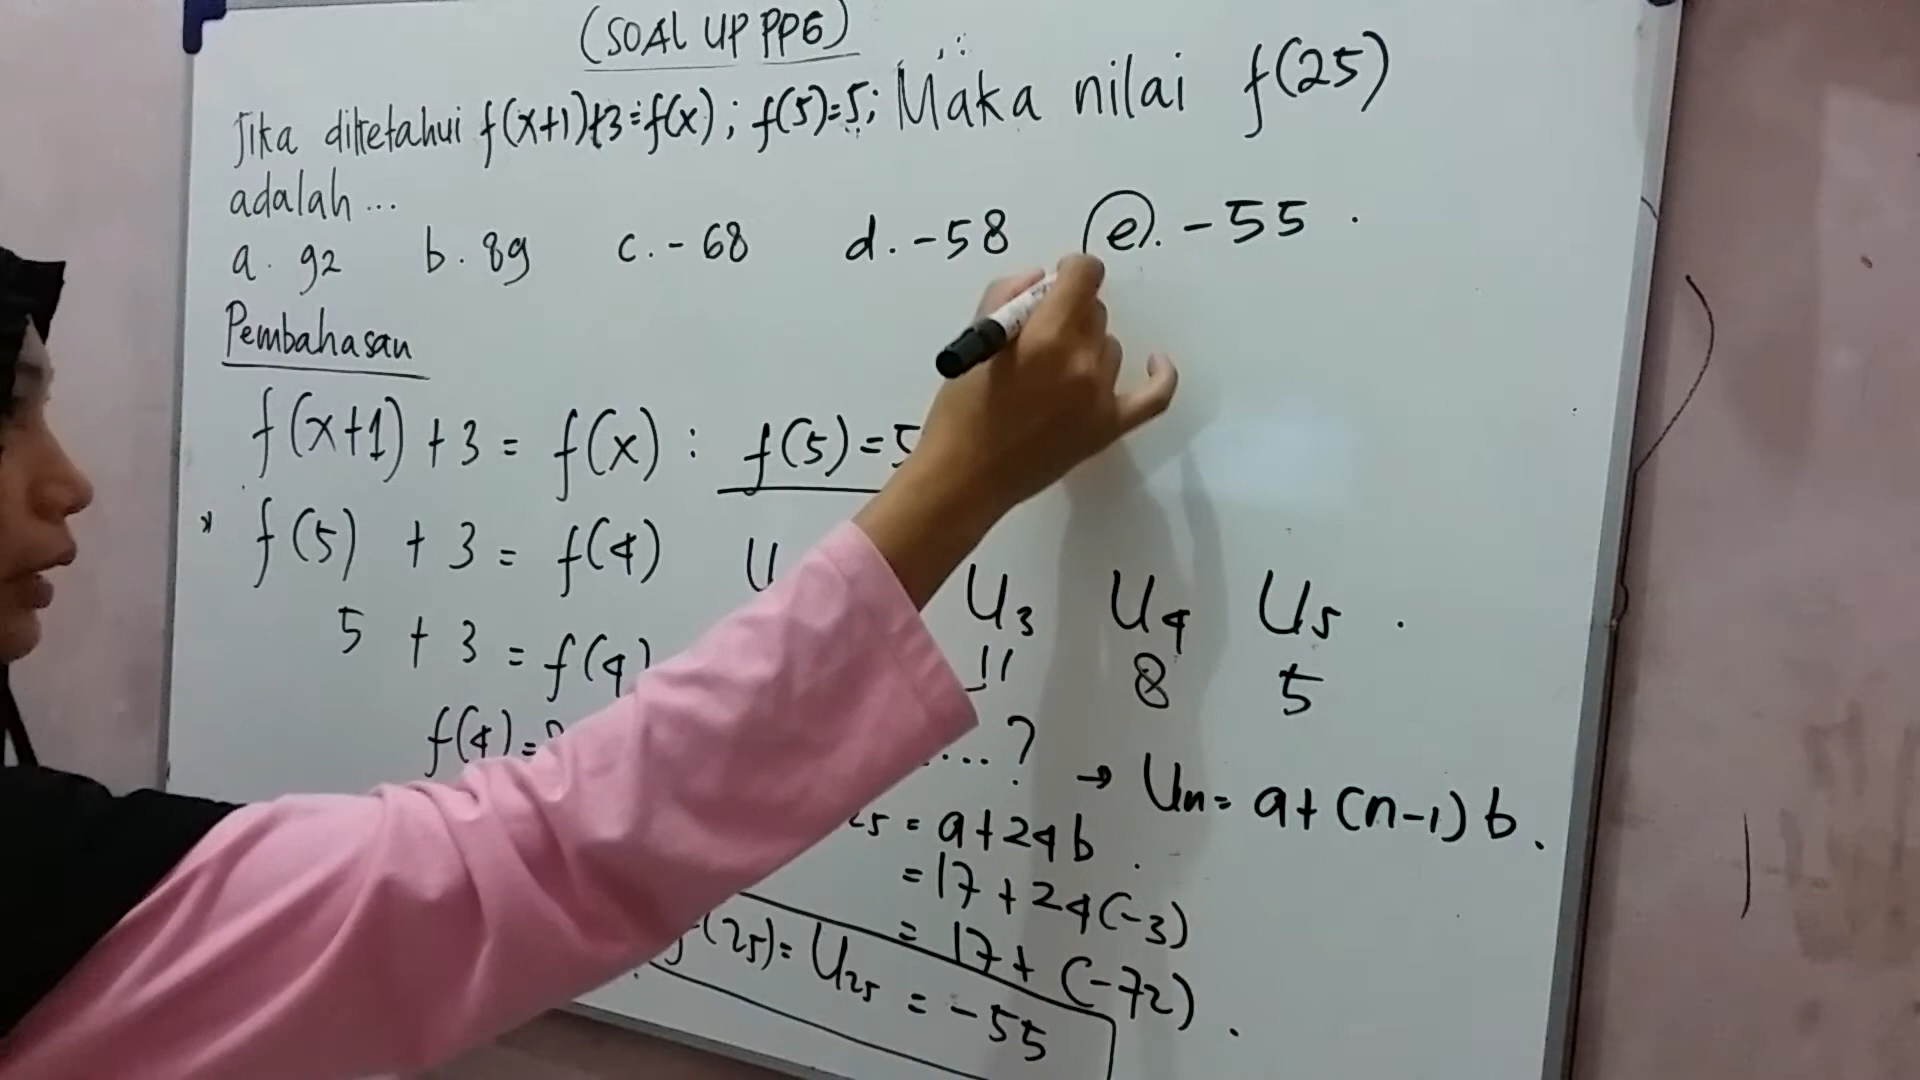 (SOAL UP PPG)
Jika diketahui f(x+1)+3=f(x); f(5)=5; Maka nilai f(25)
adalah...
a. 92 b. 89 c. -68 d. -58 e. -55.
Pembahasan
f(x+1) +3 = f(x) : f(5)=5
* f(5) + 3 = f(4)
5 + 3 = f(4)
f(4)=
U U3 U4 U5 .
11 8 5
....?
→ Un = a+(n-1) b.
25 = a+24b.
=17+24(-3)
= 17+ (-72).
f(25)= U25 = -55